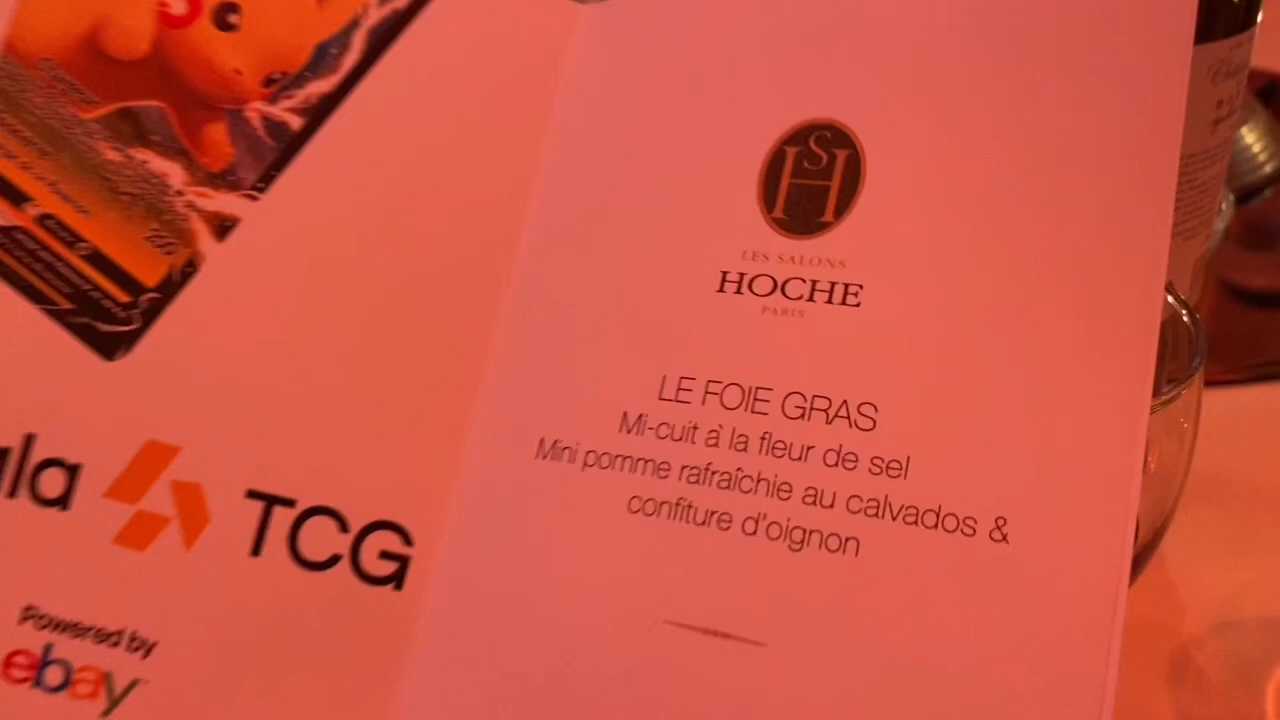 SH
LES SALONS
HOCHE
PARIS
LE FOIE GRAS
Mi-cuit à la fleur de sel
Mini pomme rafraîchie au calvados &
confiture d'oignon
ala TCG
Powered by
ebay